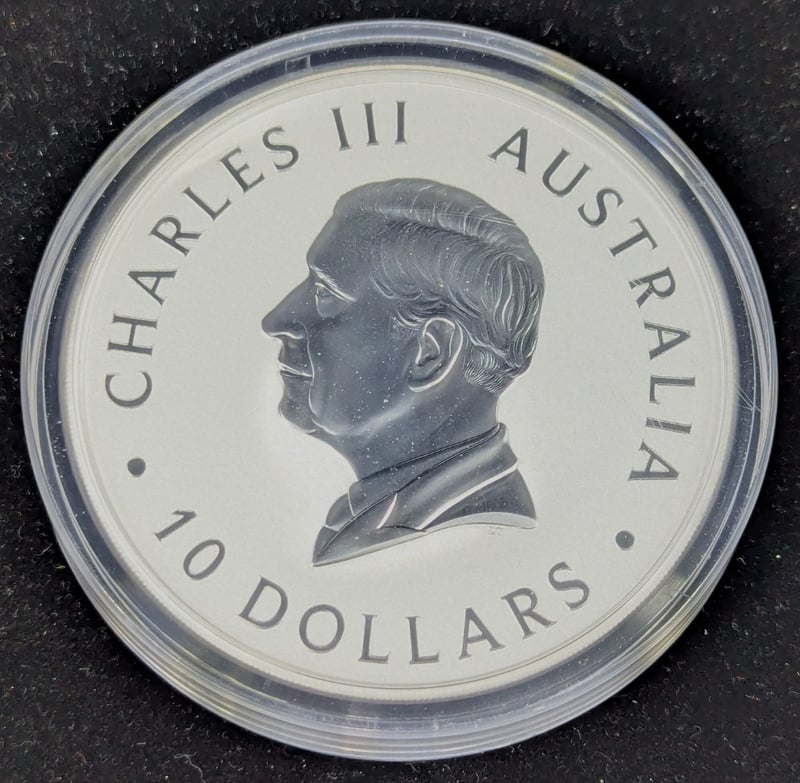 CHARLES III AUSTRALIA
• 10 DOLLARS •